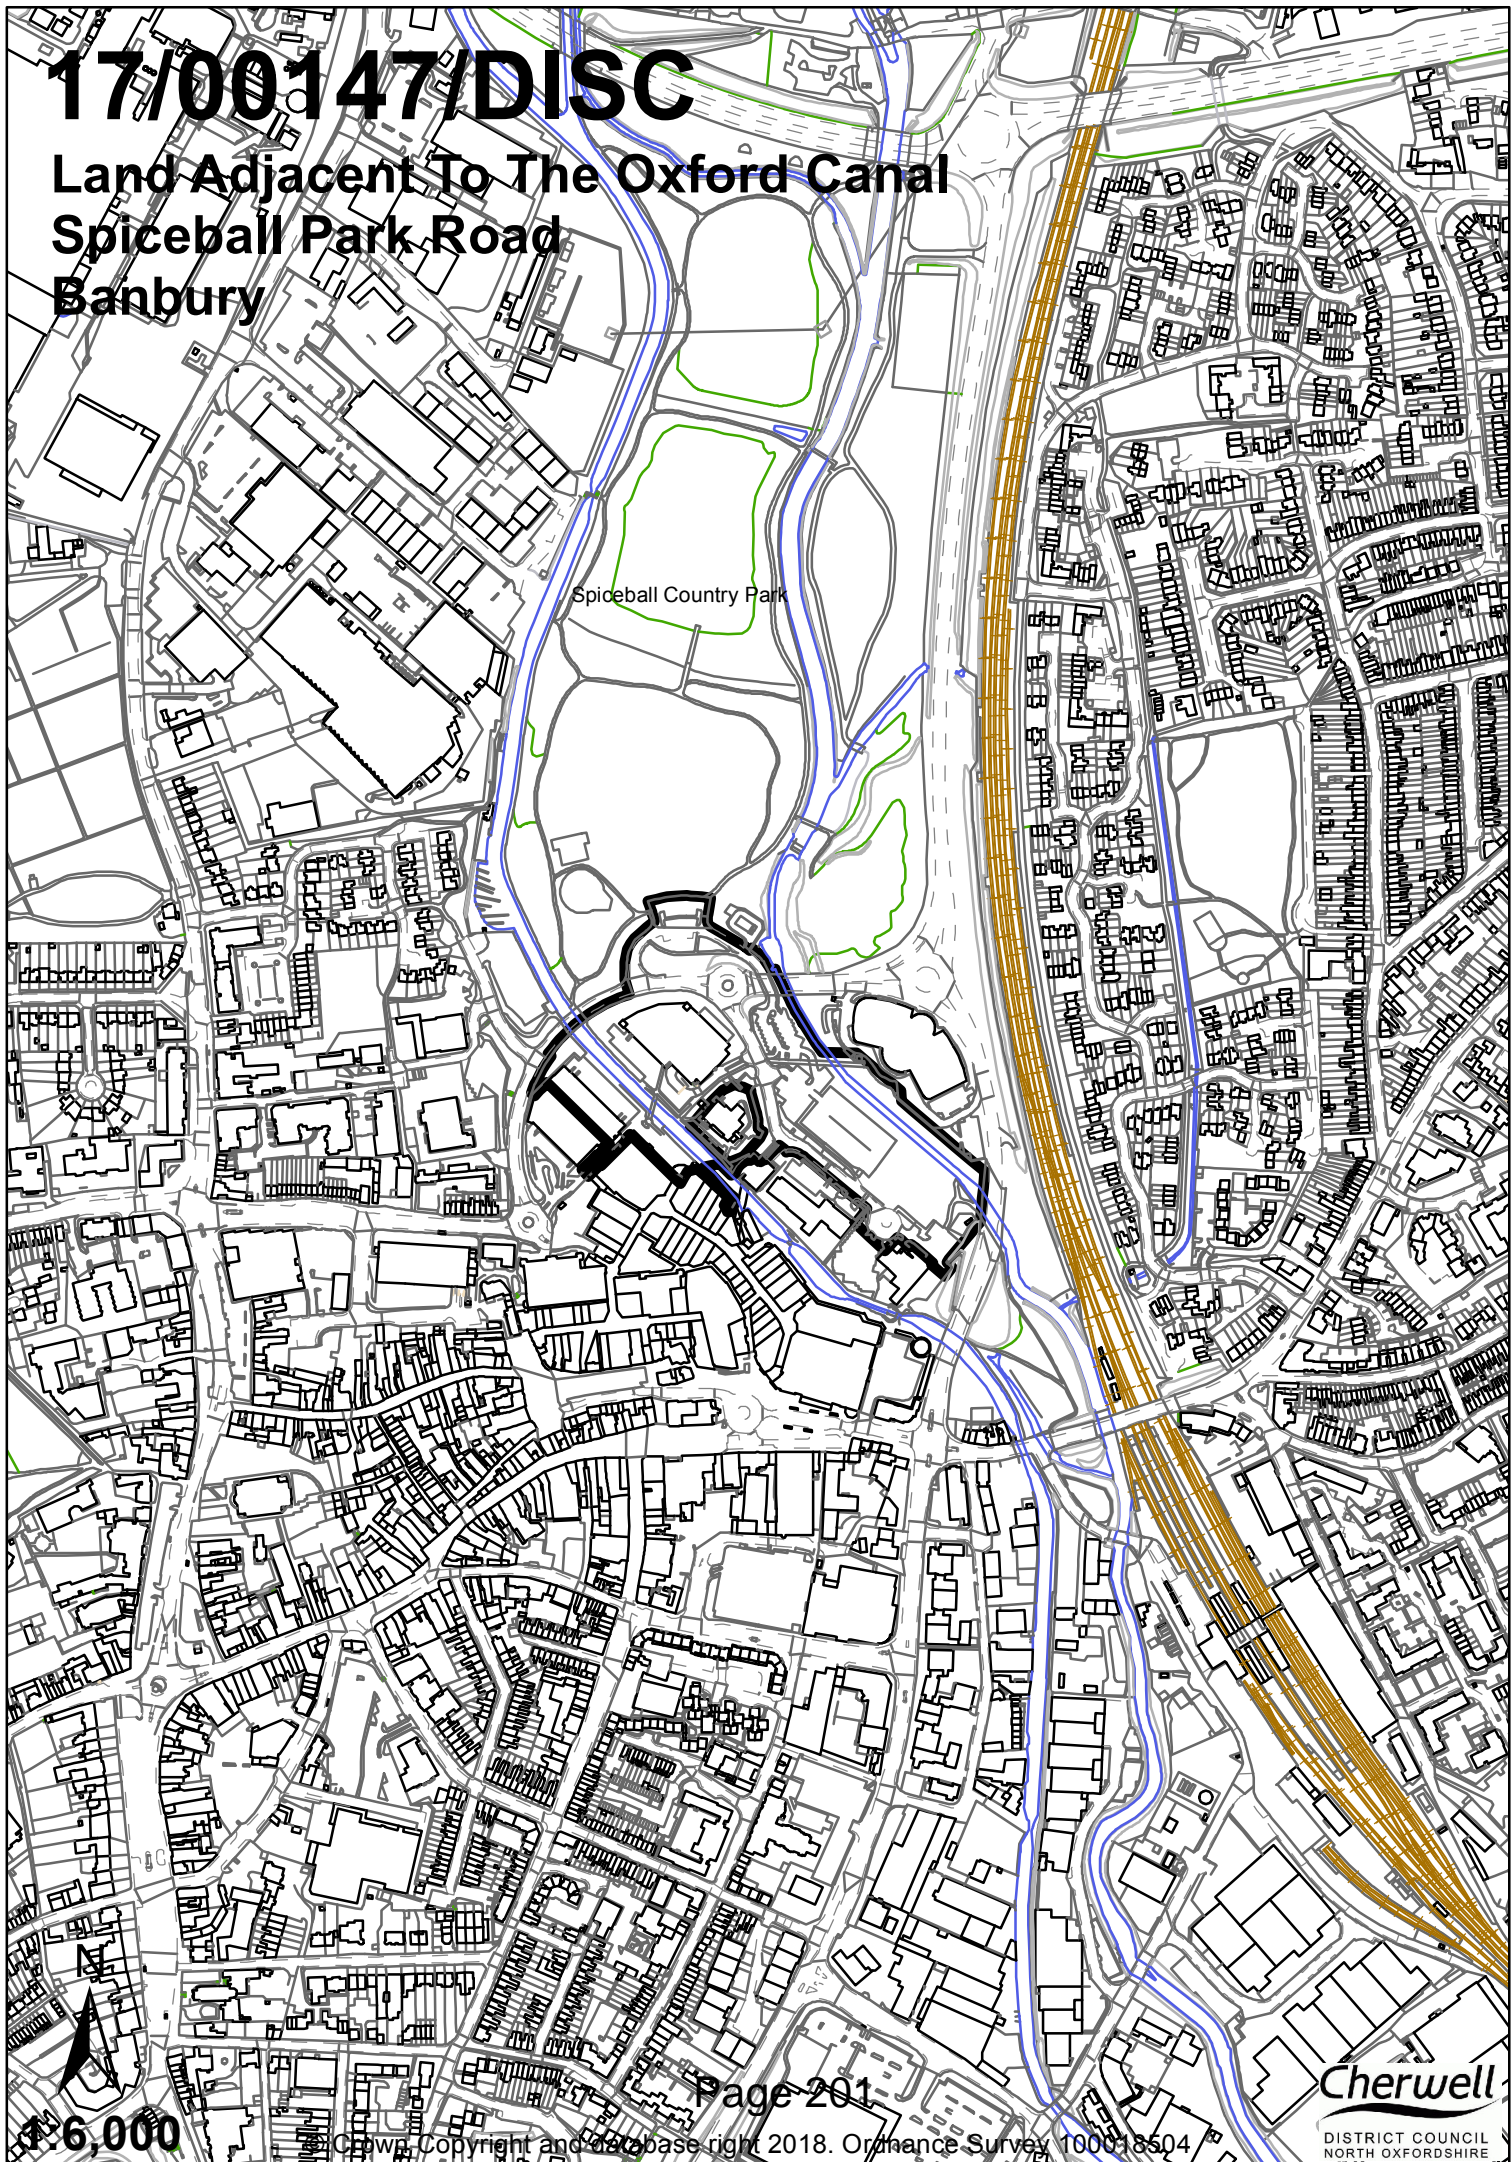 17/00147/DISC
Land Adjacent To The Oxford Canal
Spiceball Park Road
Banbury
Spiceball Country Park
N
Page 201
1:6,000
© Crown Copyright and database right 2018. Ordnance Survey 100018504
Cherwell
DISTRICT COUNCIL
NORTH OXFORDSHIRE